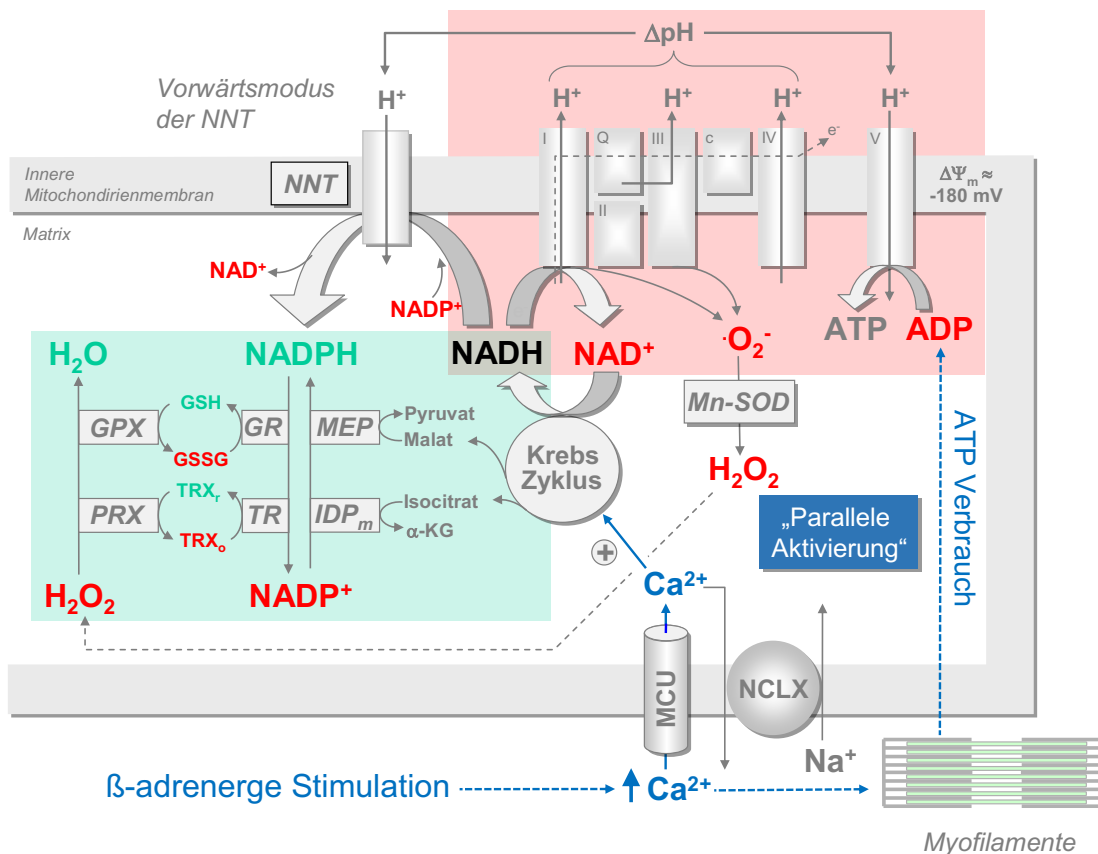 ΔpH
Vorwärtsmodus
der NNT
H⁺
H⁺
H⁺
H⁺
H⁺
I
Q
III
c
IV
e⁻
V
II
Innere
Mitochondirienmembran
NNT
ΔΨₘ ≈
-180 mV
Matrix
NAD⁺
NADP⁺
H₂O
NADPH
NADH
NAD⁺
·O₂⁻
ATP
ADP
GPX
GSH
GSSG
GR
MEP
Pyruvat
Malat
Mn-SOD
Krebs
Zyklus
H₂O₂
PRX
TRXᵣ
TRXₒ
TR
IDPₘ
Isocitrat
α-KG
„Parallele
Aktivierung“
ATP Verbrauch
H₂O₂
NADP⁺
+
Ca²⁺
MCU
NCLX
Na⁺
ß-adrenerge Stimulation
Ca²⁺
Myofilamente